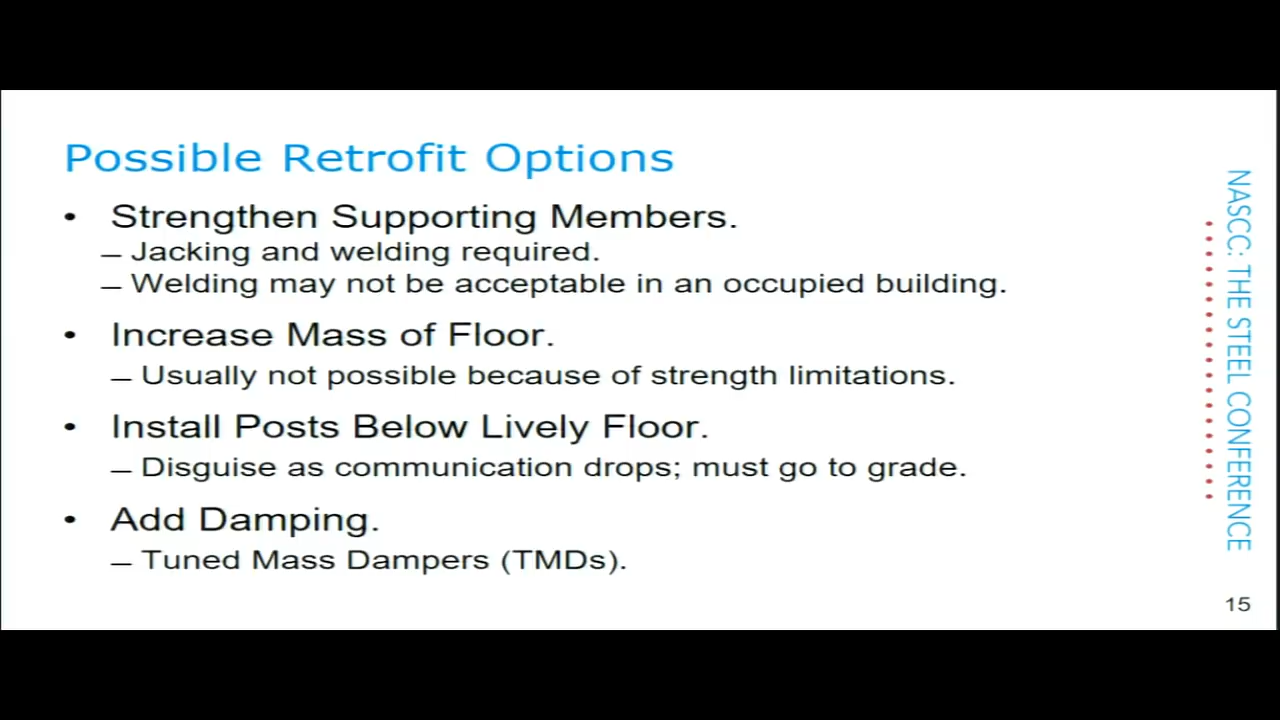 Possible Retrofit Options
• Strengthen Supporting Members.
– Jacking and welding required.
– Welding may not be acceptable in an occupied building.
• Increase Mass of Floor.
– Usually not possible because of strength limitations.
• Install Posts Below Lively Floor.
– Disguise as communication drops; must go to grade.
• Add Damping.
– Tuned Mass Dampers (TMDs).
NASCC: THE STEEL CONFERENCE
15